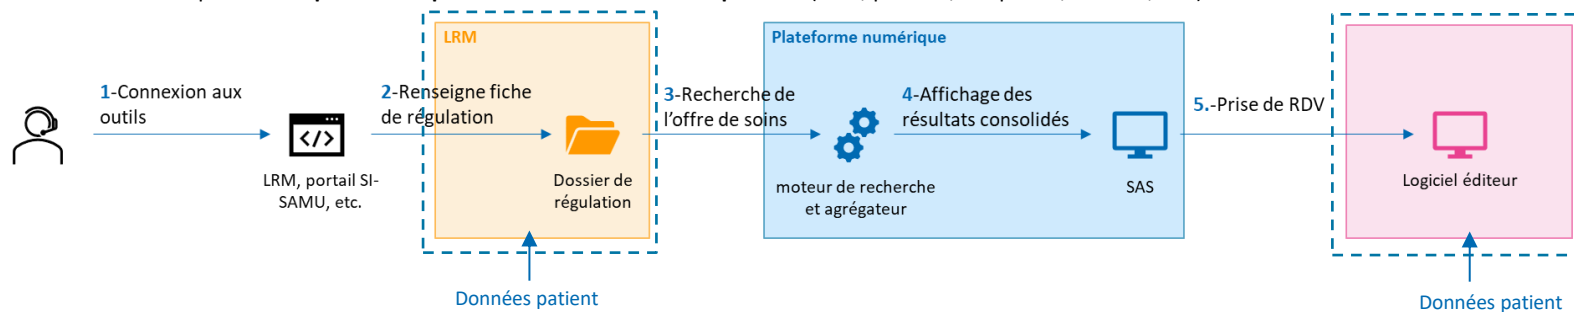 LRM
Plateforme numérique
1-Connexion aux
outils
2-Renseigne fiche
de régulation
3-Recherche de
l'offre de soins
4-Affichage des
résultats consolidés
5.-Prise de RDV
</>
LRM, portail SI-
SAMU, etc.
Dossier de
régulation
moteur de recherche
et agrégateur
SAS
Logiciel éditeur
Données patient
Données patient